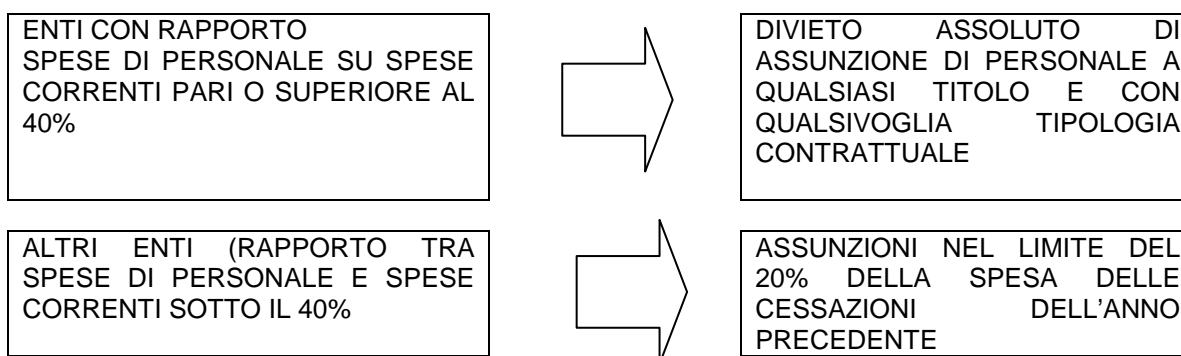 ENTI CON RAPPORTO
SPESE DI PERSONALE SU SPESE
CORRENTI PARI O SUPERIORE AL
40%
DIVIETO ASSOLUTO DI
ASSUNZIONE DI PERSONALE A
QUALSIASI TITOLO E CON
QUALSIVOGLIA TIPOLOGIA
CONTRATTUALE
ALTRI ENTI (RAPPORTO TRA
SPESE DI PERSONALE E SPESE
CORRENTI SOTTO IL 40%
ASSUNZIONI NEL LIMITE DEL
20% DELLA SPESA DELLE
CESSAZIONI DELL'ANNO
PRECEDENTE